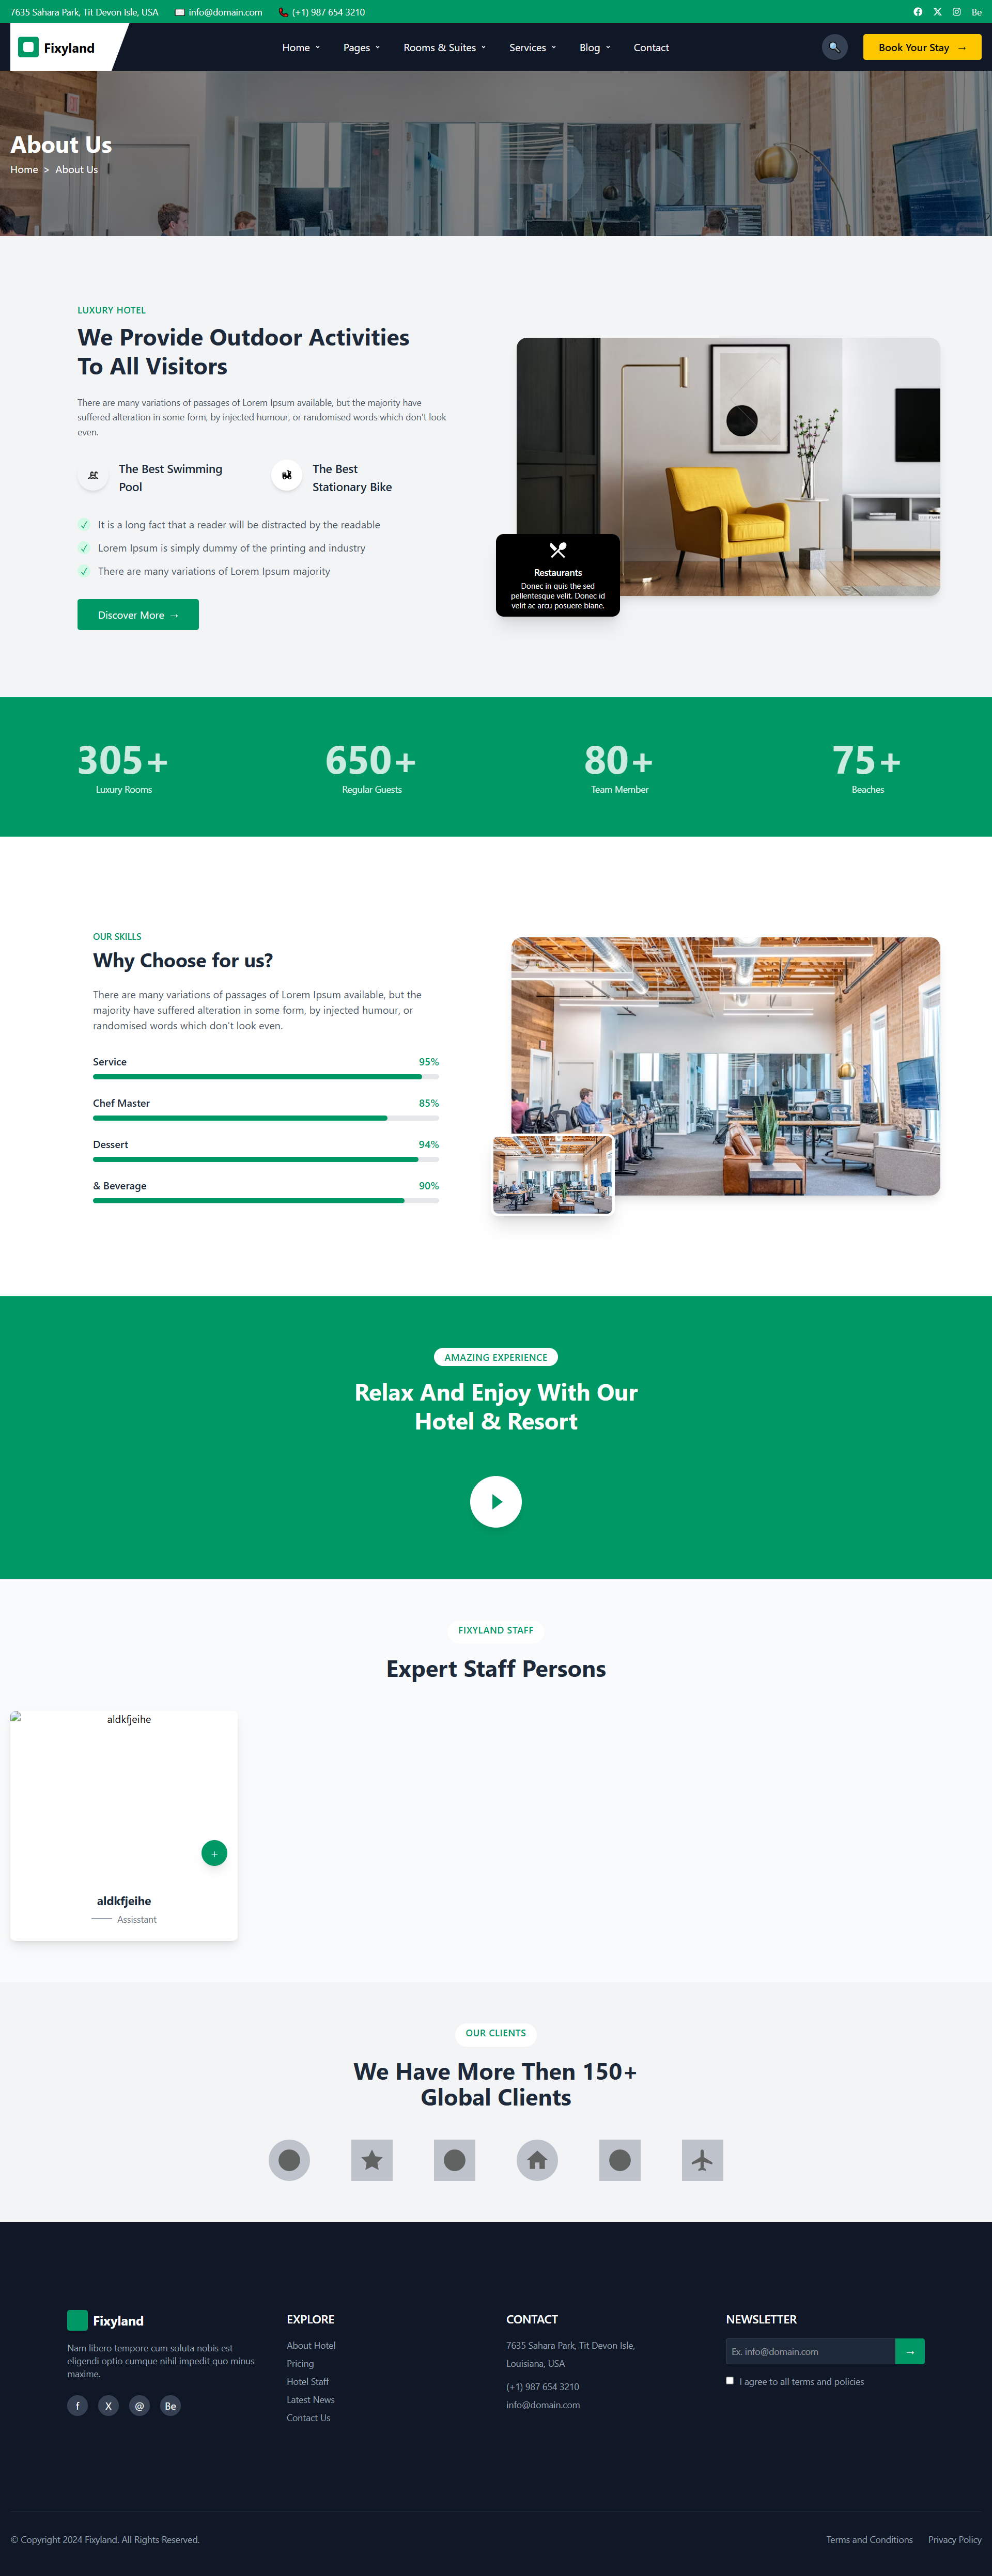 7635 Sahara Park, Tit Devon Isle, USA info@domain.com (+1) 987 654 3210 Be
Fixyland Home Pages Rooms & Suites Services Blog Contact Book Your Stay →
About Us
Home > About Us
LUXURY HOTEL
We Provide Outdoor Activities
To All Visitors
There are many variations of passages of Lorem Ipsum available, but the majority have
suffered alteration in some form, by injected humour, or randomised words which don't look
even.
The Best Swimming
Pool
The Best
Stationary Bike
✓ It is a long fact that a reader will be distracted by the readable
✓ Lorem Ipsum is simply dummy of the printing and industry
✓ There are many variations of Lorem Ipsum majority
Discover More →
Restaurants
Donec in quis the sed
pellentesque velit. Donec id
velit ac arcu posuere blane.
305+ 650+ 80+ 75+
Luxury Rooms Regular Guests Team Member Beaches
OUR SKILLS
Why Choose for us?
There are many variations of passages of Lorem Ipsum available, but the
majority have suffered alteration in some form, by injected humour, or
randomised words which don't look even.
Service 95%
Chef Master 85%
Dessert 94%
& Beverage 90%
AMAZING EXPERIENCE
Relax And Enjoy With Our
Hotel & Resort
FIXYLAND STAFF
Expert Staff Persons
aldkfjeihe
+
aldkfjeihe
Assisstant
OUR CLIENTS
We Have More Then 150+
Global Clients
Fixyland
Nam libero tempore cum soluta nobis est
eligendi optio cumque nihil impedit quo minus
maxime.
f X @ Be
EXPLORE
About Hotel
Pricing
Hotel Staff
Latest News
Contact Us
CONTACT
7635 Sahara Park, Tit Devon Isle,
Louisiana, USA
(+1) 987 654 3210
info@domain.com
NEWSLETTER
Ex. info@domain.com →
I agree to all terms and policies
© Copyright 2024 Fixyland. All Rights Reserved. Terms and Conditions Privacy Policy